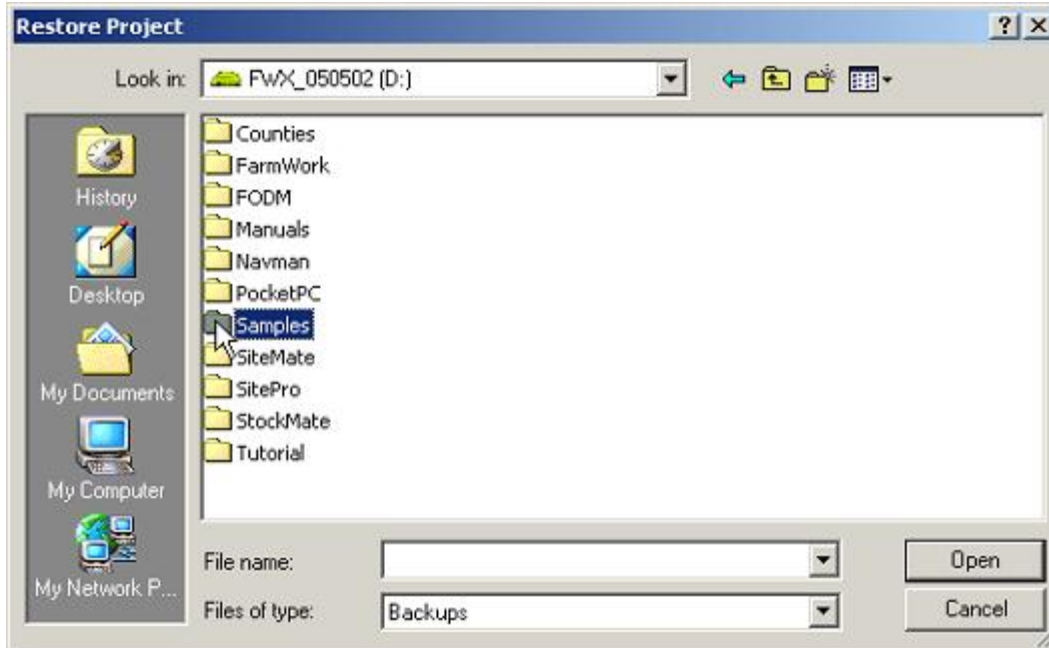 Restore Project
Look in: FWX_050502 (D:)
History
Desktop
My Documents
My Computer
My Network P...
Counties
FarmWork
FODM
Manuals
Navman
PocketPC
Samples
SiteMate
SitePro
StockMate
Tutorial
File name:
Open
Files of type: Backups
Cancel